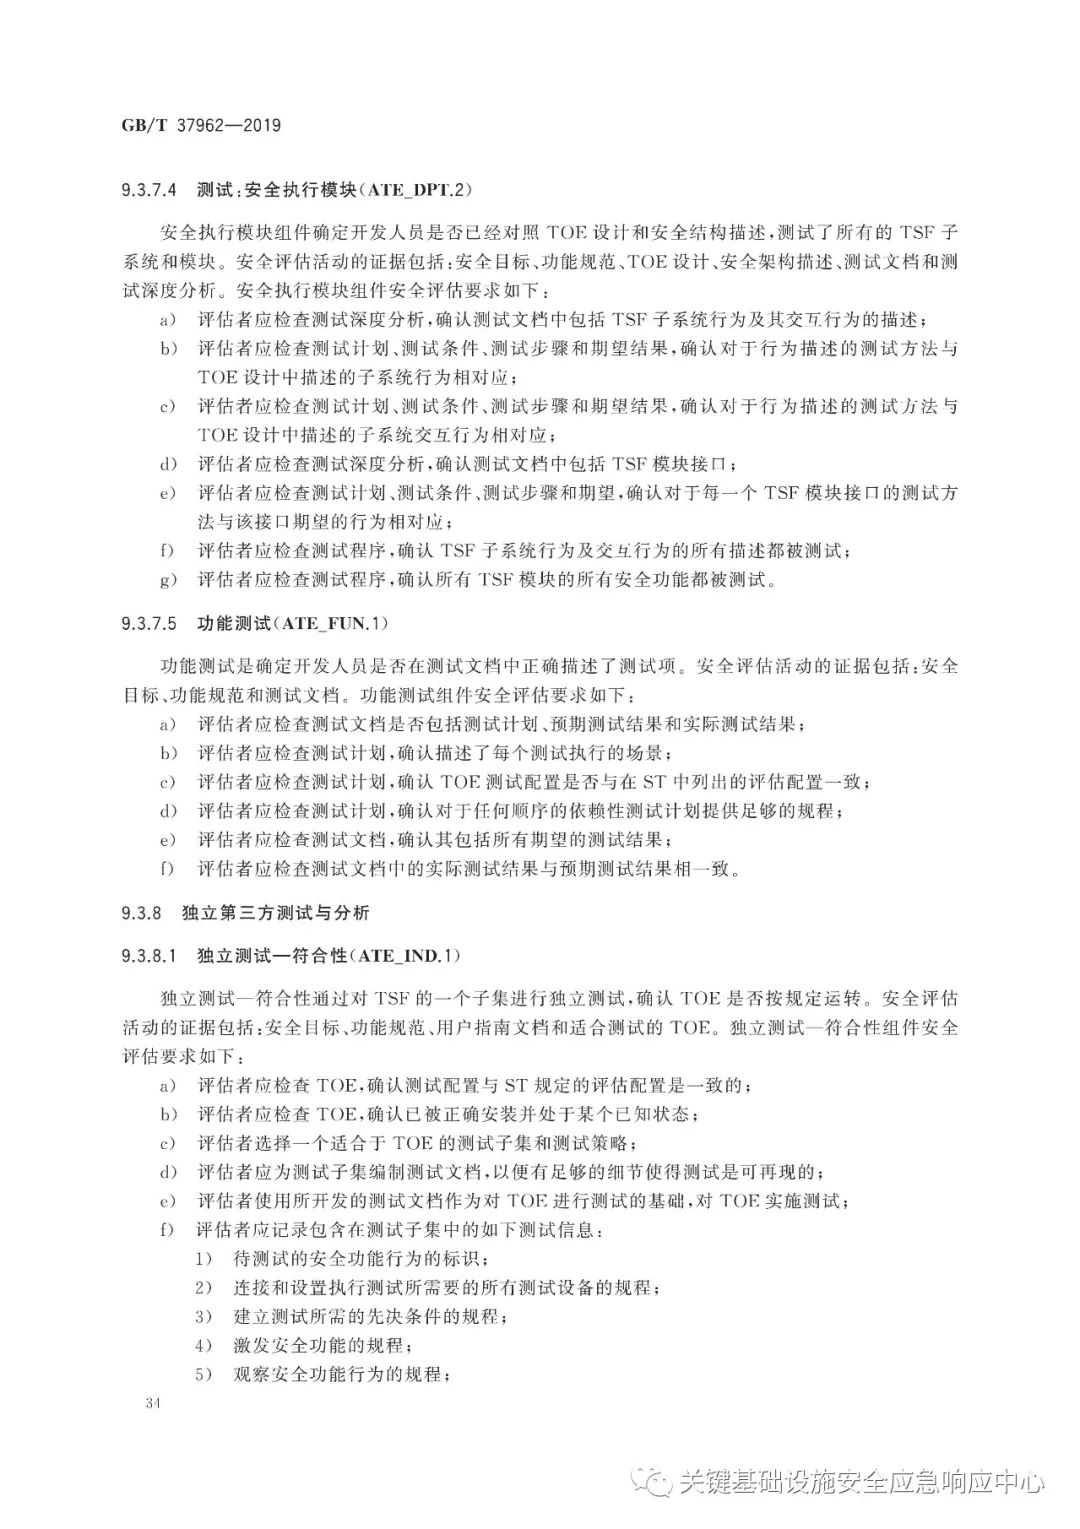 GB/T 37962—2019
9.3.7.4 测试:安全执行模块(ATE_DPT.2)
安全执行模块组件确定开发人员是否已经对照 TOE 设计和安全结构描述,测试了所有的 TSF 子
系统和模块。安全评估活动的证据包括:安全目标、功能规范、TOE 设计、安全架构描述、测试文档和测
试深度分析。安全执行模块组件安全评估要求如下:
a) 评估者应检查测试深度分析,确认测试文档中包括 TSF 子系统行为及其交互行为的描述;
b) 评估者应检查测试计划、测试条件、测试步骤和期望结果,确认对于行为描述的测试方法与
TOE 设计中描述的子系统行为相对应;
c) 评估者应检查测试计划、测试条件、测试步骤和期望结果,确认对于行为描述的测试方法与
TOE 设计中描述的子系统交互行为相对应;
d) 评估者应检查测试深度分析,确认测试文档中包括 TSF 模块接口;
e) 评估者应检查测试计划、测试条件、测试步骤和期望,确认对于每一个 TSF 模块接口的测试方
法与该接口期望的行为相对应;
f) 评估者应检查测试程序,确认 TSF 子系统行为及交互行为的所有描述都被测试;
g) 评估者应检查测试程序,确认所有 TSF 模块的所有安全功能都被测试。
9.3.7.5 功能测试(ATE_FUN.1)
功能测试是确定开发人员是否在测试文档中正确描述了测试项。安全评估活动的证据包括:安全
目标、功能规范和测试文档。功能测试组件安全评估要求如下:
a) 评估者应检查测试文档是否包括测试计划、预期测试结果和实际测试结果;
b) 评估者应检查测试计划,确认描述了每个测试执行的场景;
c) 评估者应检查测试计划,确认 TOE 测试配置是否与在 ST 中列出的评估配置一致;
d) 评估者应检查测试计划,确认对于任何顺序的依赖性测试计划提供足够的规程;
e) 评估者应检查测试文档,确认其包括所有期望的测试结果;
f) 评估者应检查测试文档中的实际测试结果与预期测试结果相一致。
9.3.8 独立第三方测试与分析
9.3.8.1 独立测试—符合性(ATE_IND.1)
独立测试—符合性通过对 TSF 的一个子集进行独立测试,确认 TOE 是否按规定运转。安全评估
活动的证据包括:安全目标、功能规范、用户指南文档和适合测试的 TOE。独立测试—符合性组件安全
评估要求如下:
a) 评估者应检查 TOE,确认测试配置与 ST 规定的评估配置是一致的;
b) 评估者应检查 TOE,确认已被正确安装并处于某个已知状态;
c) 评估者选择一个适合于 TOE 的测试子集和测试策略;
d) 评估者应为测试子集编制测试文档,以便有足够的细节使得测试是可再现的;
e) 评估者使用所开发的测试文档作为对 TOE 进行测试的基础,对 TOE 实施测试;
f) 评估者应记录包含在测试子集中的如下测试信息:
1) 待测试的安全功能行为的标识;
2) 连接和设置执行测试所需要的所有测试设备的规程;
3) 建立测试所需的先决条件的规程;
4) 激发安全功能的规程;
5) 观察安全功能行为的规程;
34
关键基础设施安全应急响应中心